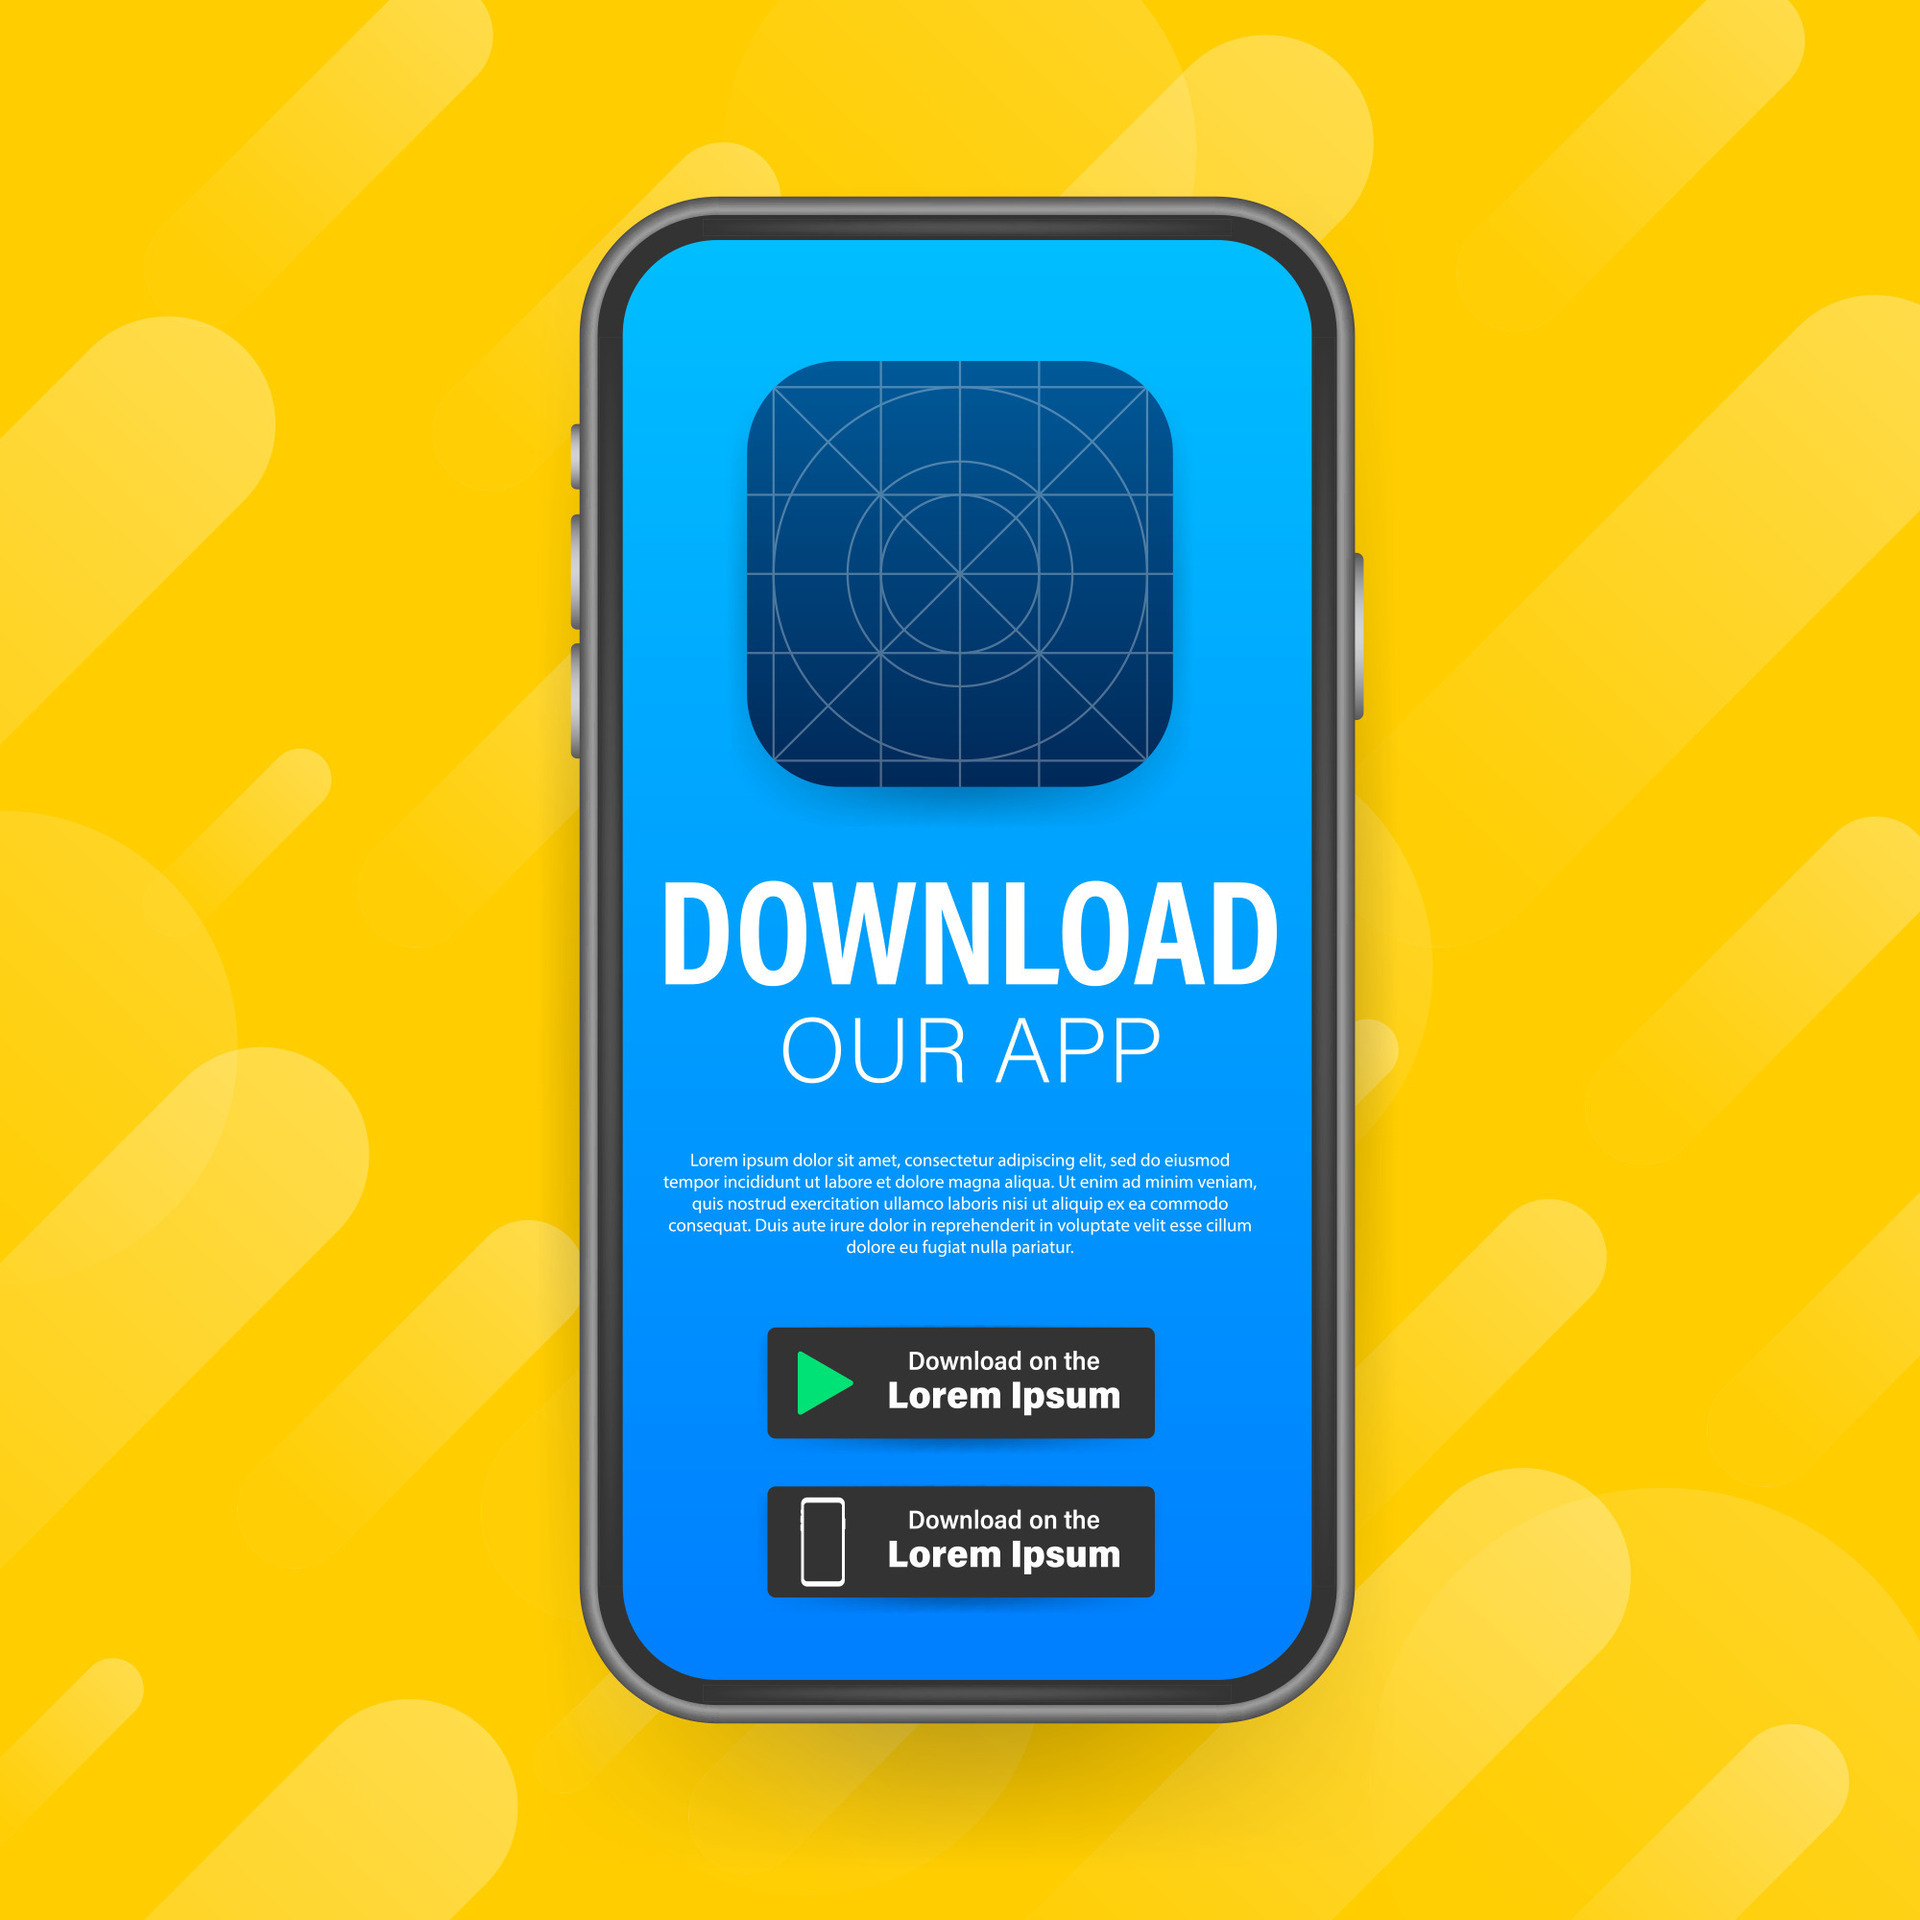 DOWNLOAD
OUR APP
Lorem ipsum dolor sit amet, consectetur adipiscing elit, sed do eiusmod
tempor incididunt ut labore et dolore magna aliqua. Ut enim ad minim veniam,
quis nostrud exercitation ullamco laboris nisi ut aliquip ex ea commodo
consequat. Duis aute irure dolor in reprehenderit in voluptate velit esse cillum
dolore eu fugiat nulla pariatur.
Download on the
Lorem Ipsum
Download on the
Lorem Ipsum